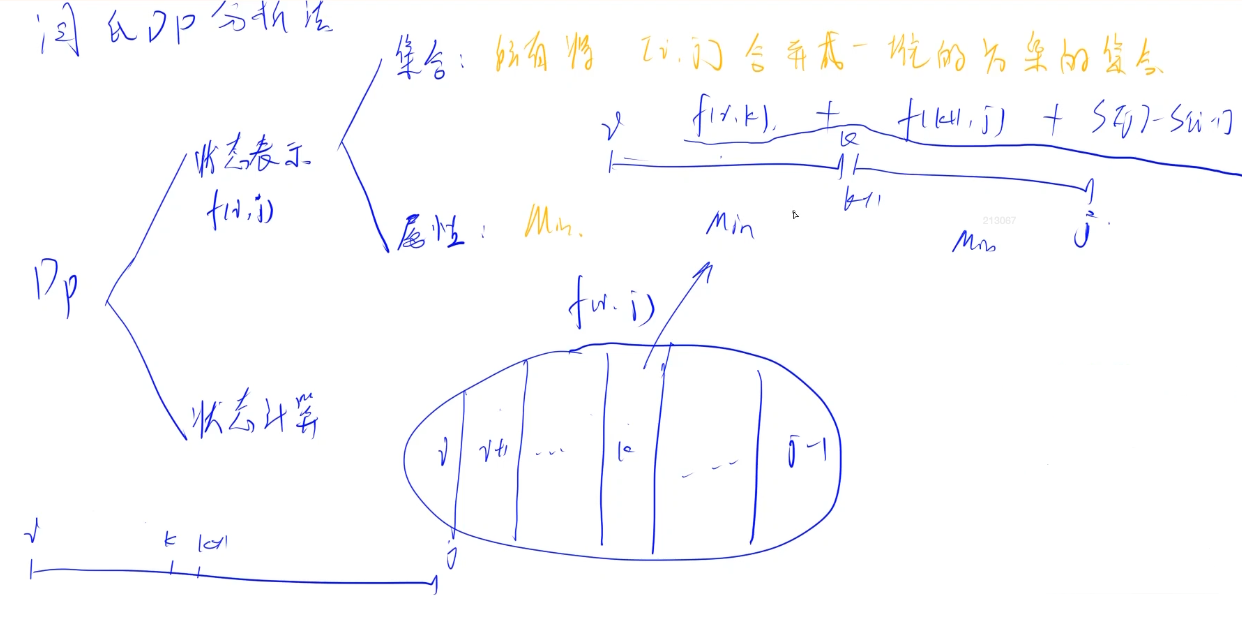 闫氏DP分析法
集合: 所有将 [i,j] 合并成一堆的方案的集合
f(i,k) + f(k+1,j) + S[j]-S[i-1]
i k
k+1 j
状态表示
f(i,j)
属性: Min.
Min
Min
213007
DP
f(i,j)
状态计算
i i+1 ... k ... j-1
i k k+1 j